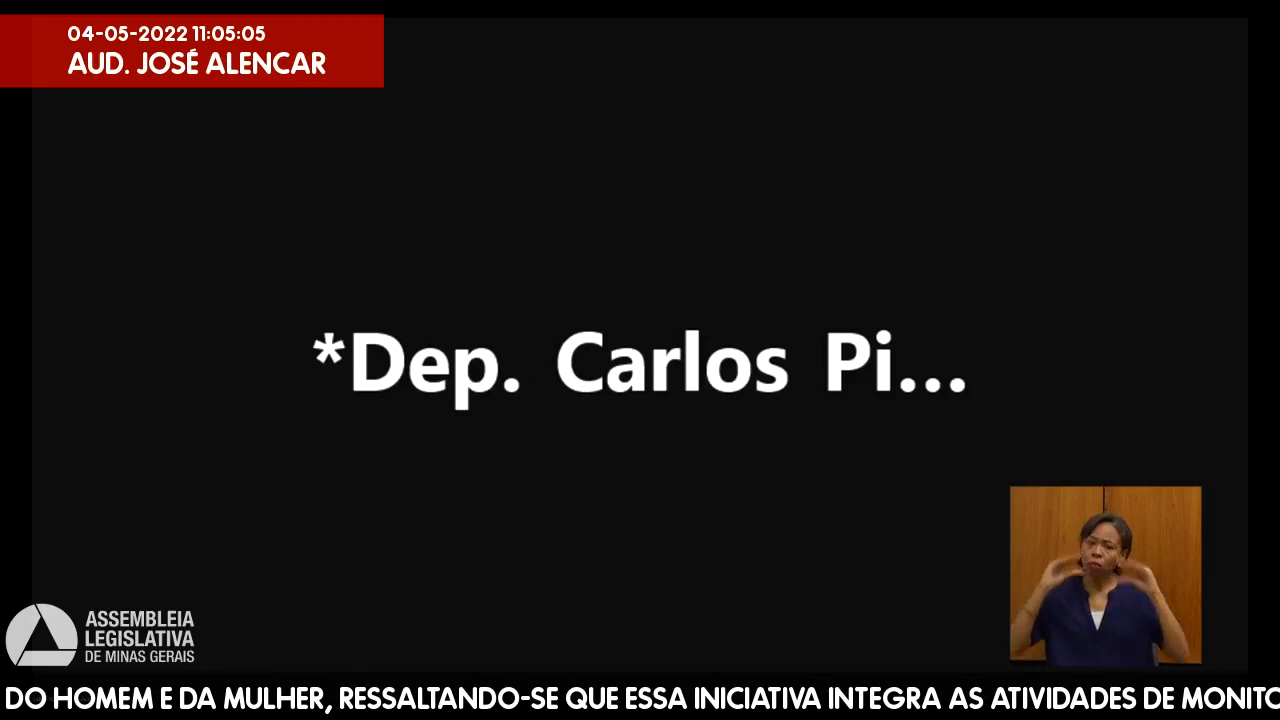 04-05-2022 11:05:05
AUD. JOSÉ ALENCAR
*Dep. Carlos Pi...
ASSEMBLEIA
LEGISLATIVA
DE MINAS GERAIS
DO HOMEM E DA MULHER, RESSALTANDO-SE QUE ESSA INICIATIVA INTEGRA AS ATIVIDADES DE MONITO